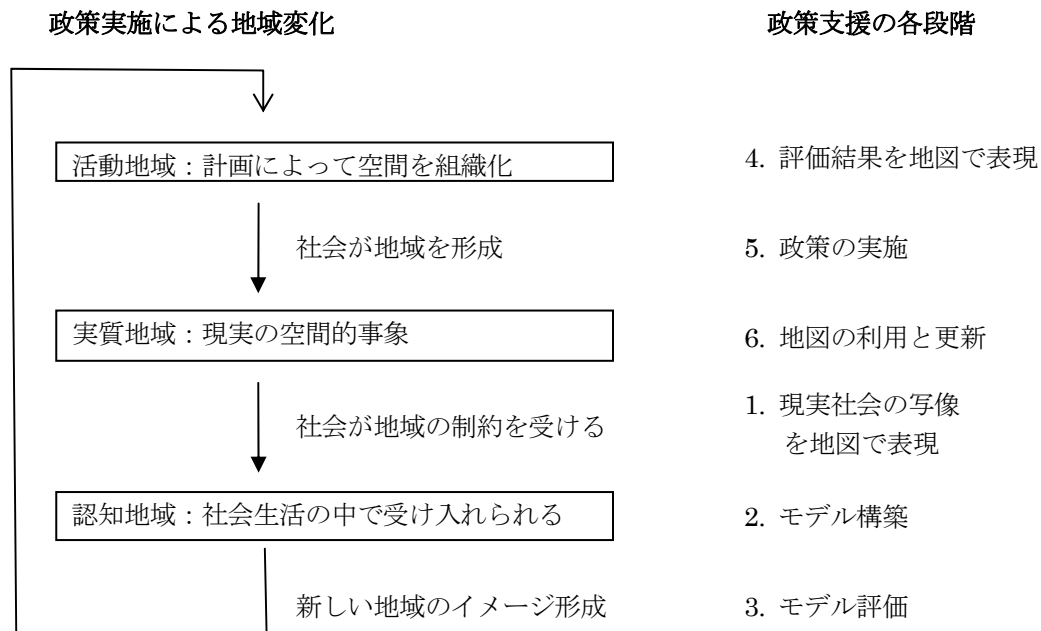 政策実施による地域変化
政策支援の各段階
活動地域：計画によって空間を組織化
4. 評価結果を地図で表現
社会が地域を形成
5. 政策の実施
実質地域：現実の空間的事象
6. 地図の利用と更新
社会が地域の制約を受ける
1. 現実社会の写像
を地図で表現
認知地域：社会生活の中で受け入れられる
2. モデル構築
新しい地域のイメージ形成
3. モデル評価